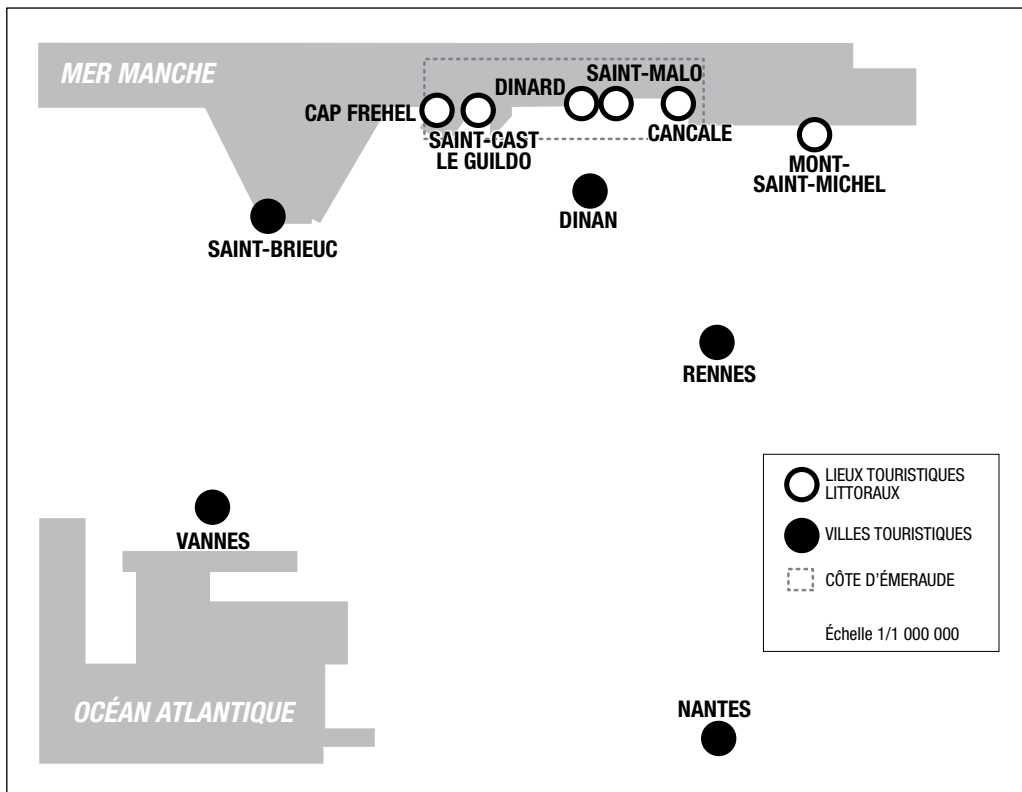 MER MANCHE
SAINT-MALO
DINARD
CAP FREHEL
SAINT-CAST
LE GUILDO
CANCALE
MONT-
SAINT-MICHEL
DINAN
SAINT-BRIEUC
RENNES
LIEUX TOURISTIQUES
LITTORAUX
VILLES TOURISTIQUES
CÔTE D'ÉMERAUDE
Échelle 1/1 000 000
VANNES
OCÉAN ATLANTIQUE
NANTES